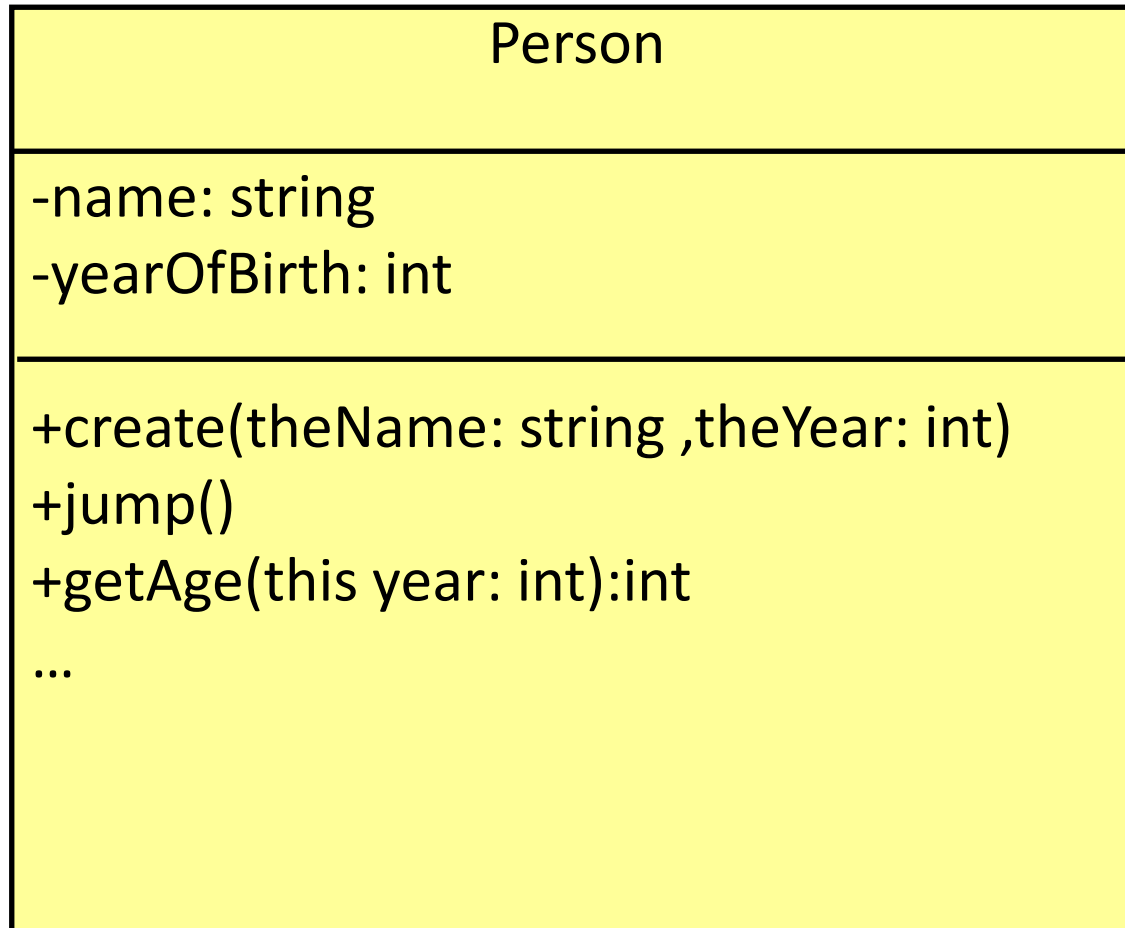 Person
-name: string
-yearOfBirth: int
+create(theName: string ,theYear: int)
+jump()
+getAge(this year: int):int
…